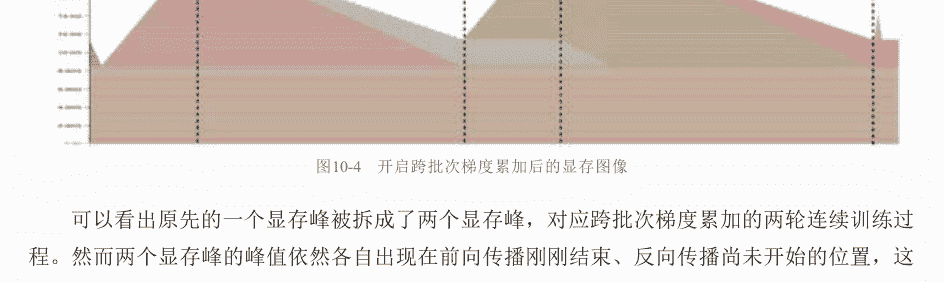 图10-4 开启跨批次梯度累加后的显存图像
可以看出原先的一个显存峰被拆成了两个显存峰，对应跨批次梯度累加的两轮连续训练过
程。然而两个显存峰的峰值依然各自出现在前向传播刚刚结束、反向传播尚未开始的位置，这